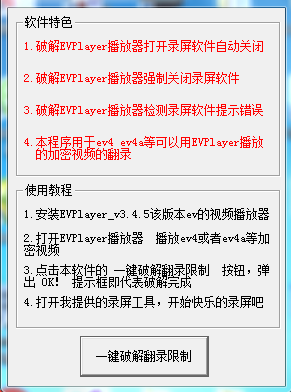 软件特色
1.破解EVPlayer播放器打开录屏软件自动关闭
2.破解EVPlayer播放器强制关闭录屏软件
3.破解EVPlayer播放器检测录屏软件提示错误
4.本程序用于ev4 ev4a等可以用EVPlayer播放
的加密视频的翻录
使用教程
1.安装EVPlayer_v3.4.5该版本ev的视频播放器
2.打开EVPlayer播放器 播放ev4或者ev4a等加
密视频
3.点击本软件的 一键破解翻录限制 按钮，弹
出 OK! 提示框即代表破解完成
4.打开我提供的录屏工具，开始快乐的录屏吧
一键破解翻录限制